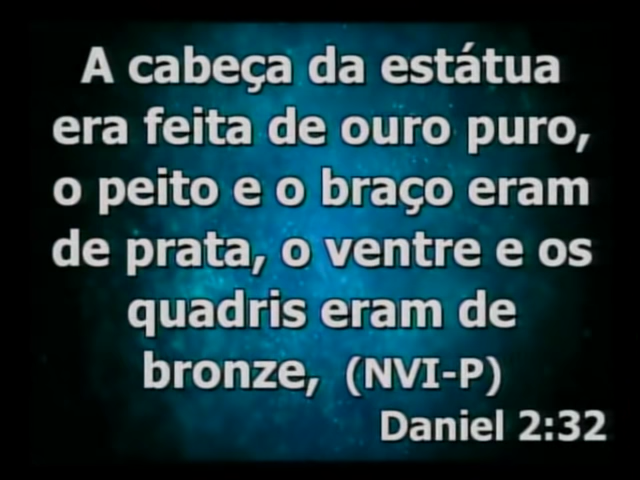 A cabeça da estátua
era feita de ouro puro,
o peito e o braço eram
de prata, o ventre e os
quadris eram de
bronze, (NVI-P)
Daniel 2:32